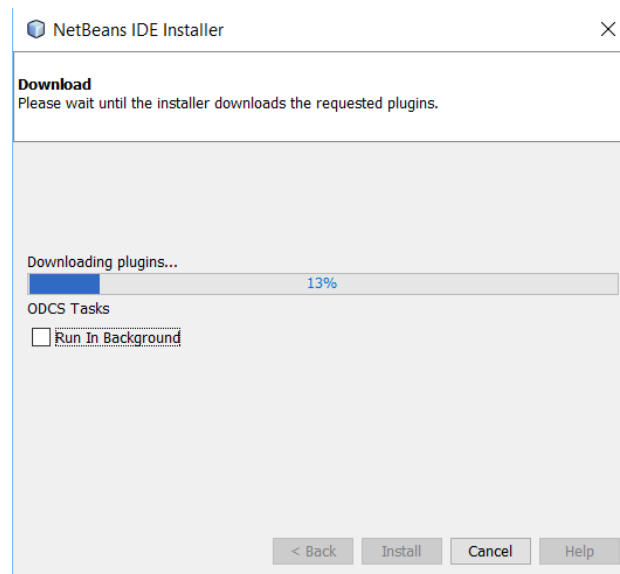 NetBeans IDE Installer
Download
Please wait until the installer downloads the requested plugins.
Downloading plugins...
13%
ODCS Tasks
Run In Background
< Back Install Cancel Help